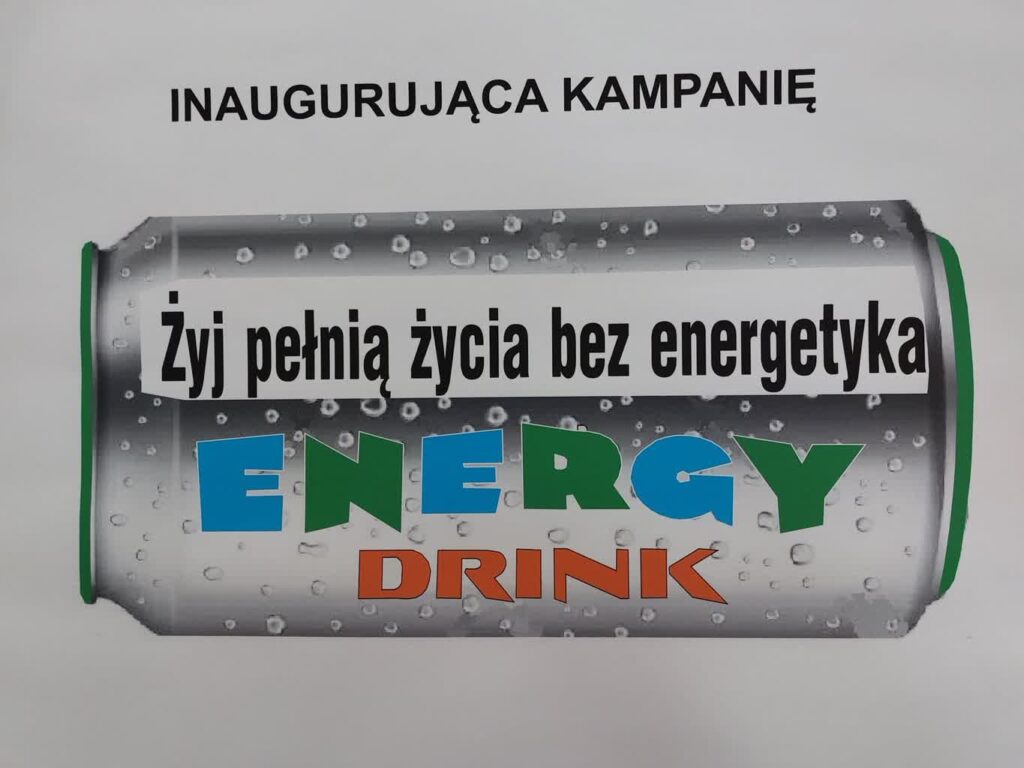 INAUGURUJĄCA KAMPANIĘ
Żyj pełnią życia bez energetyka
ENERGY
DRINK